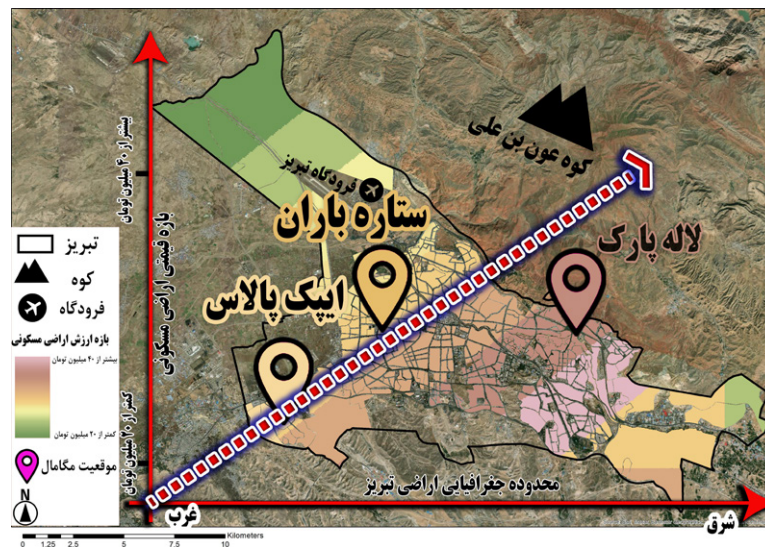 کوه عون بن علی
فرودگاه تبریز
ستاره باران
لاله پارک
ایپک پالاس
بیشتر از ۴۰ میلیون تومان
بازه قیمتی اراضی مسکونی
کمتر از ۲۰ میلیون تومان
محدوده جغرافیایی اراضی تبریز
غرب
شرق
تبریز
کوه
فرودگاه
بازه ارزش اراضی مسکونی
بیشتر از ۴۰ میلیون تومان
کمتر از ۲۰ میلیون تومان
موقعیت مگامال
N
Kilometers
0 1.25 2.5 5 7.5 10